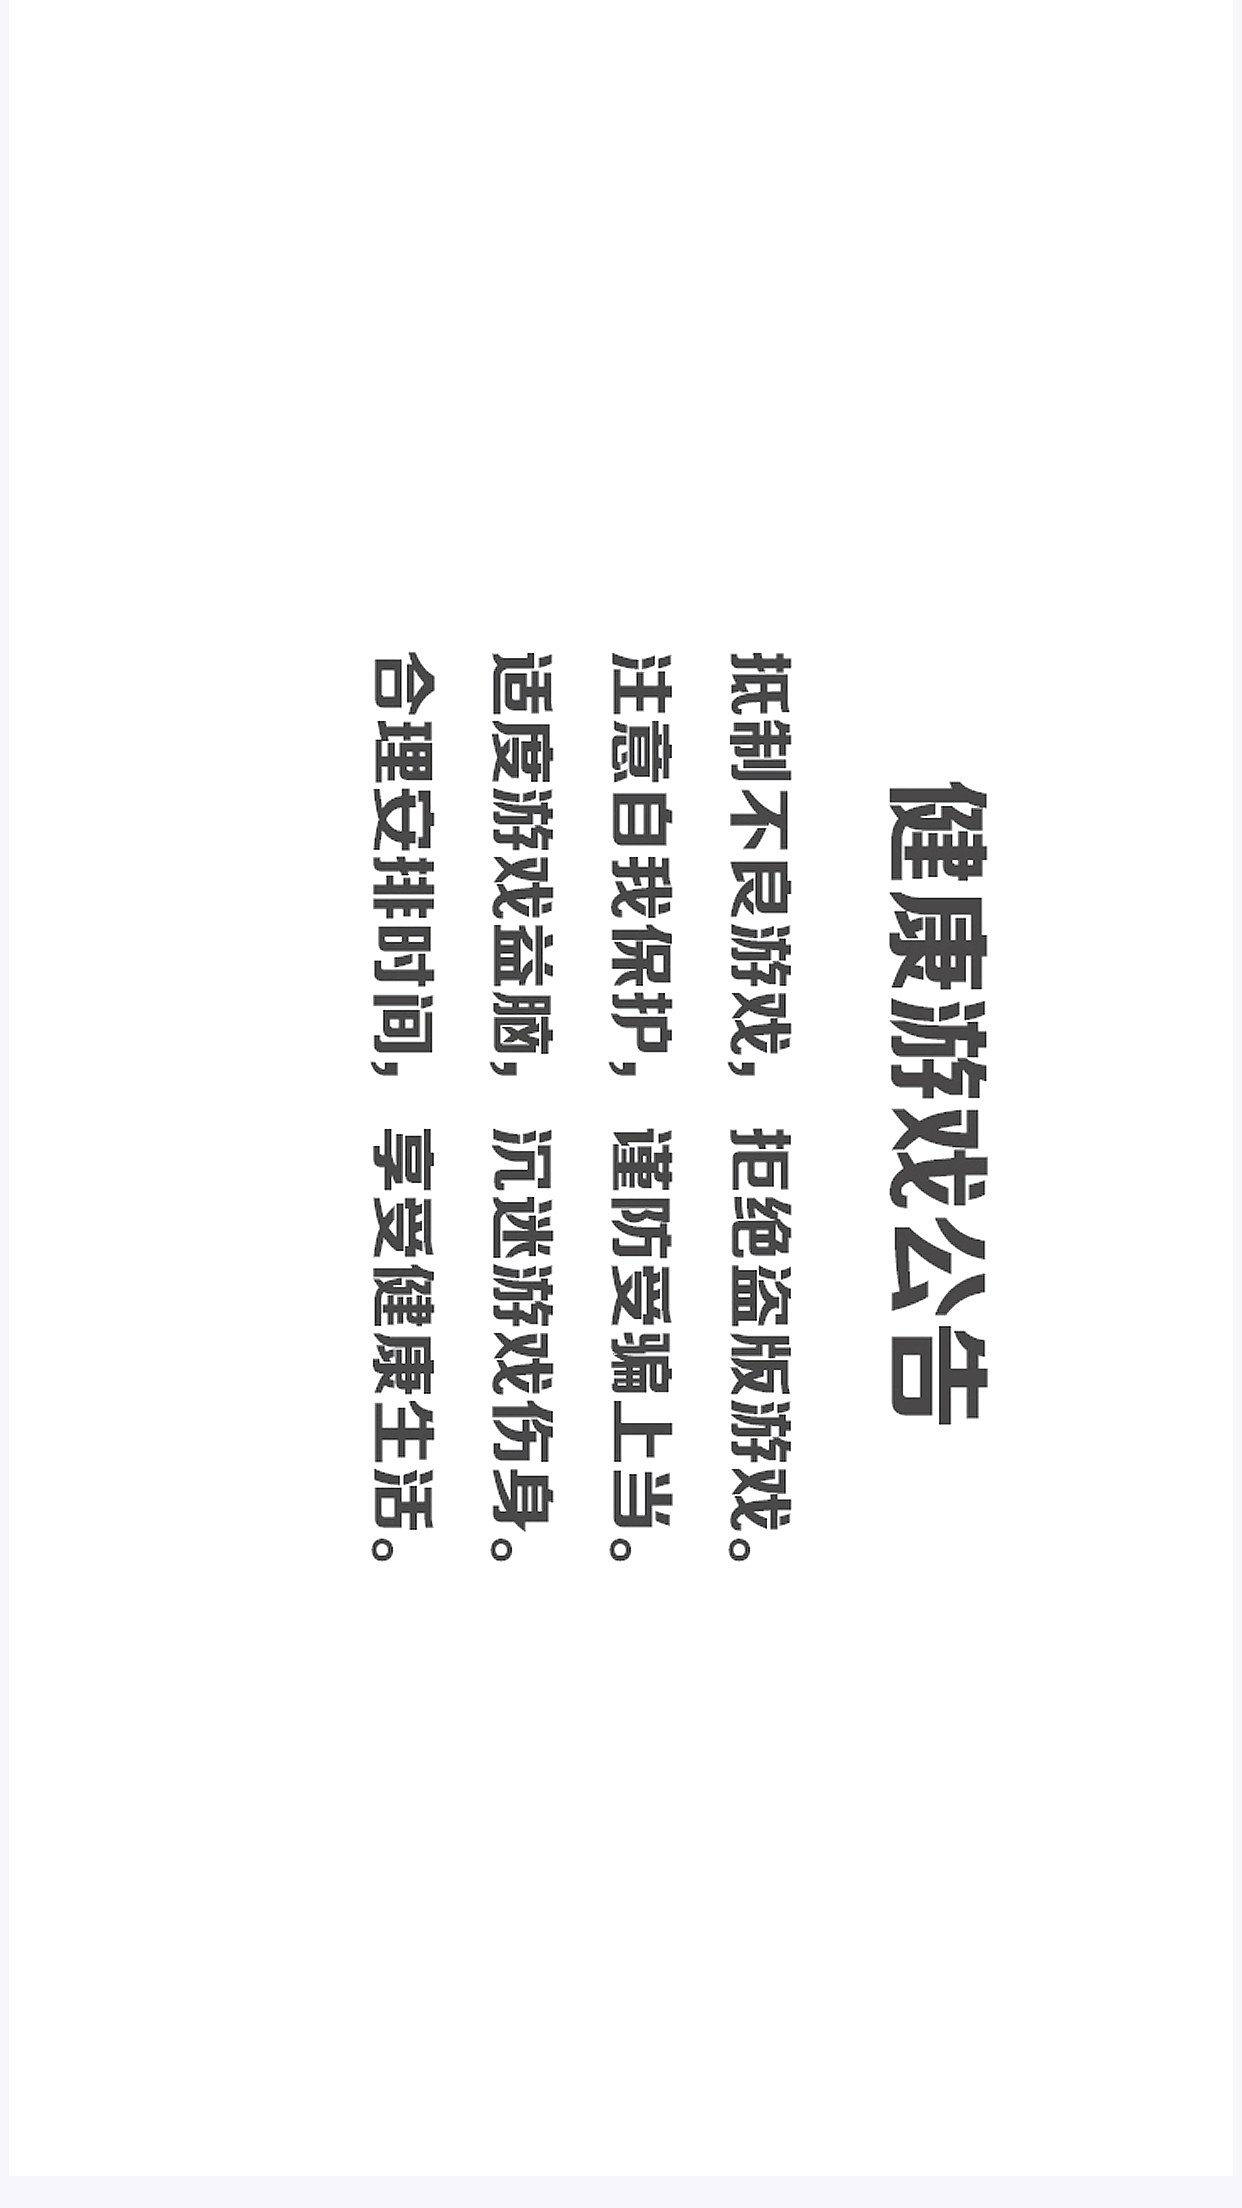 健康游戏公告
抵制不良游戏，拒绝盗版游戏。
注意自我保护，谨防受骗上当。
适度游戏益脑，沉迷游戏伤身。
合理安排时间，享受健康生活。